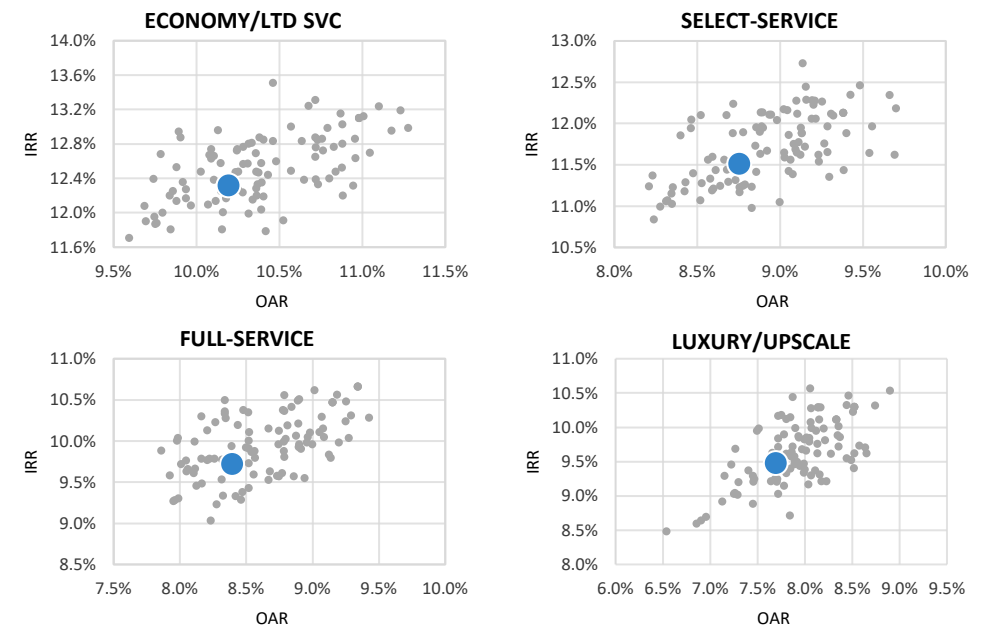 ECONOMY/LTD SVC
14.0%
13.6%
13.2%
12.8%
12.4%
12.0%
11.6%
IRR
9.5% 10.0% 10.5% 11.0% 11.5%
OAR
SELECT-SERVICE
13.0%
12.5%
12.0%
11.5%
11.0%
10.5%
IRR
8.0% 8.5% 9.0% 9.5% 10.0%
OAR
FULL-SERVICE
11.0%
10.5%
10.0%
9.5%
9.0%
8.5%
IRR
7.5% 8.0% 8.5% 9.0% 9.5% 10.0%
OAR
LUXURY/UPSCALE
11.0%
10.5%
10.0%
9.5%
9.0%
8.5%
8.0%
IRR
6.0% 6.5% 7.0% 7.5% 8.0% 8.5% 9.0% 9.5%
OAR